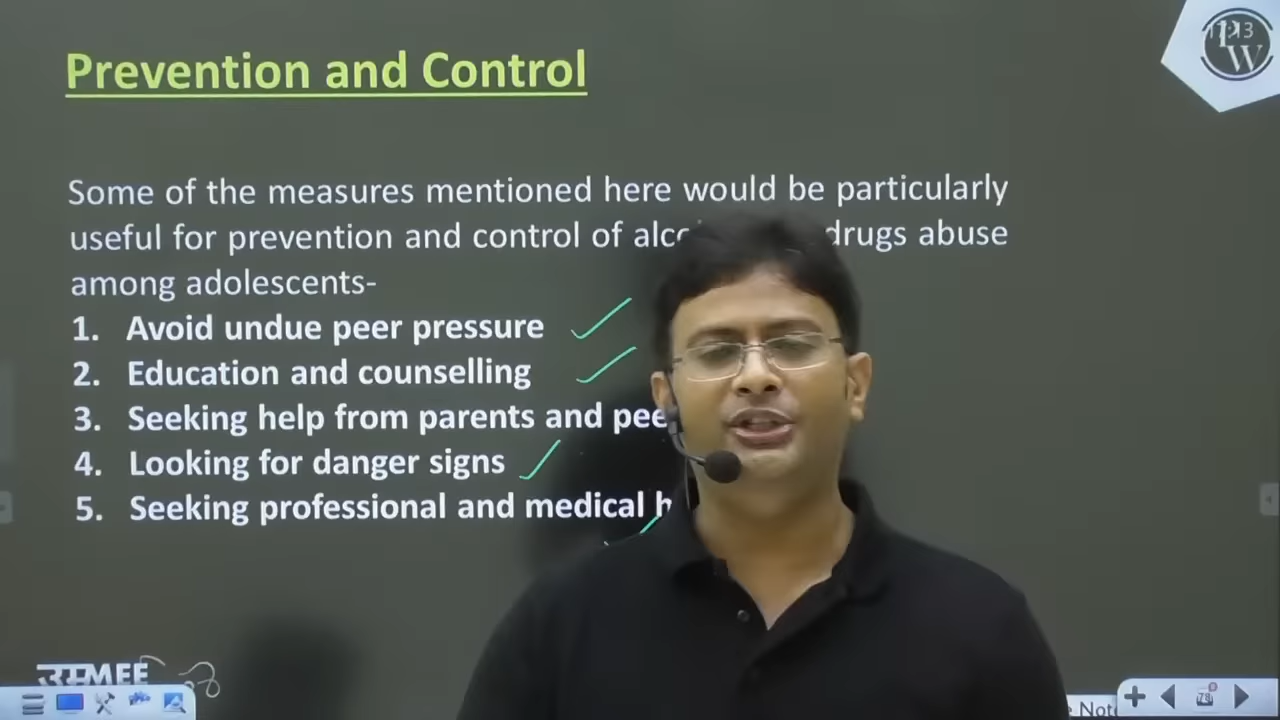 Prevention and Control
PW
Some of the measures mentioned here would be particularly
useful for prevention and control of drugs abuse
among adolescents-
1. Avoid undue peer pressure
2. Education and counselling
3. Seeking help from parents and
4. Looking for danger signs
5. Seeking professional and medical
78